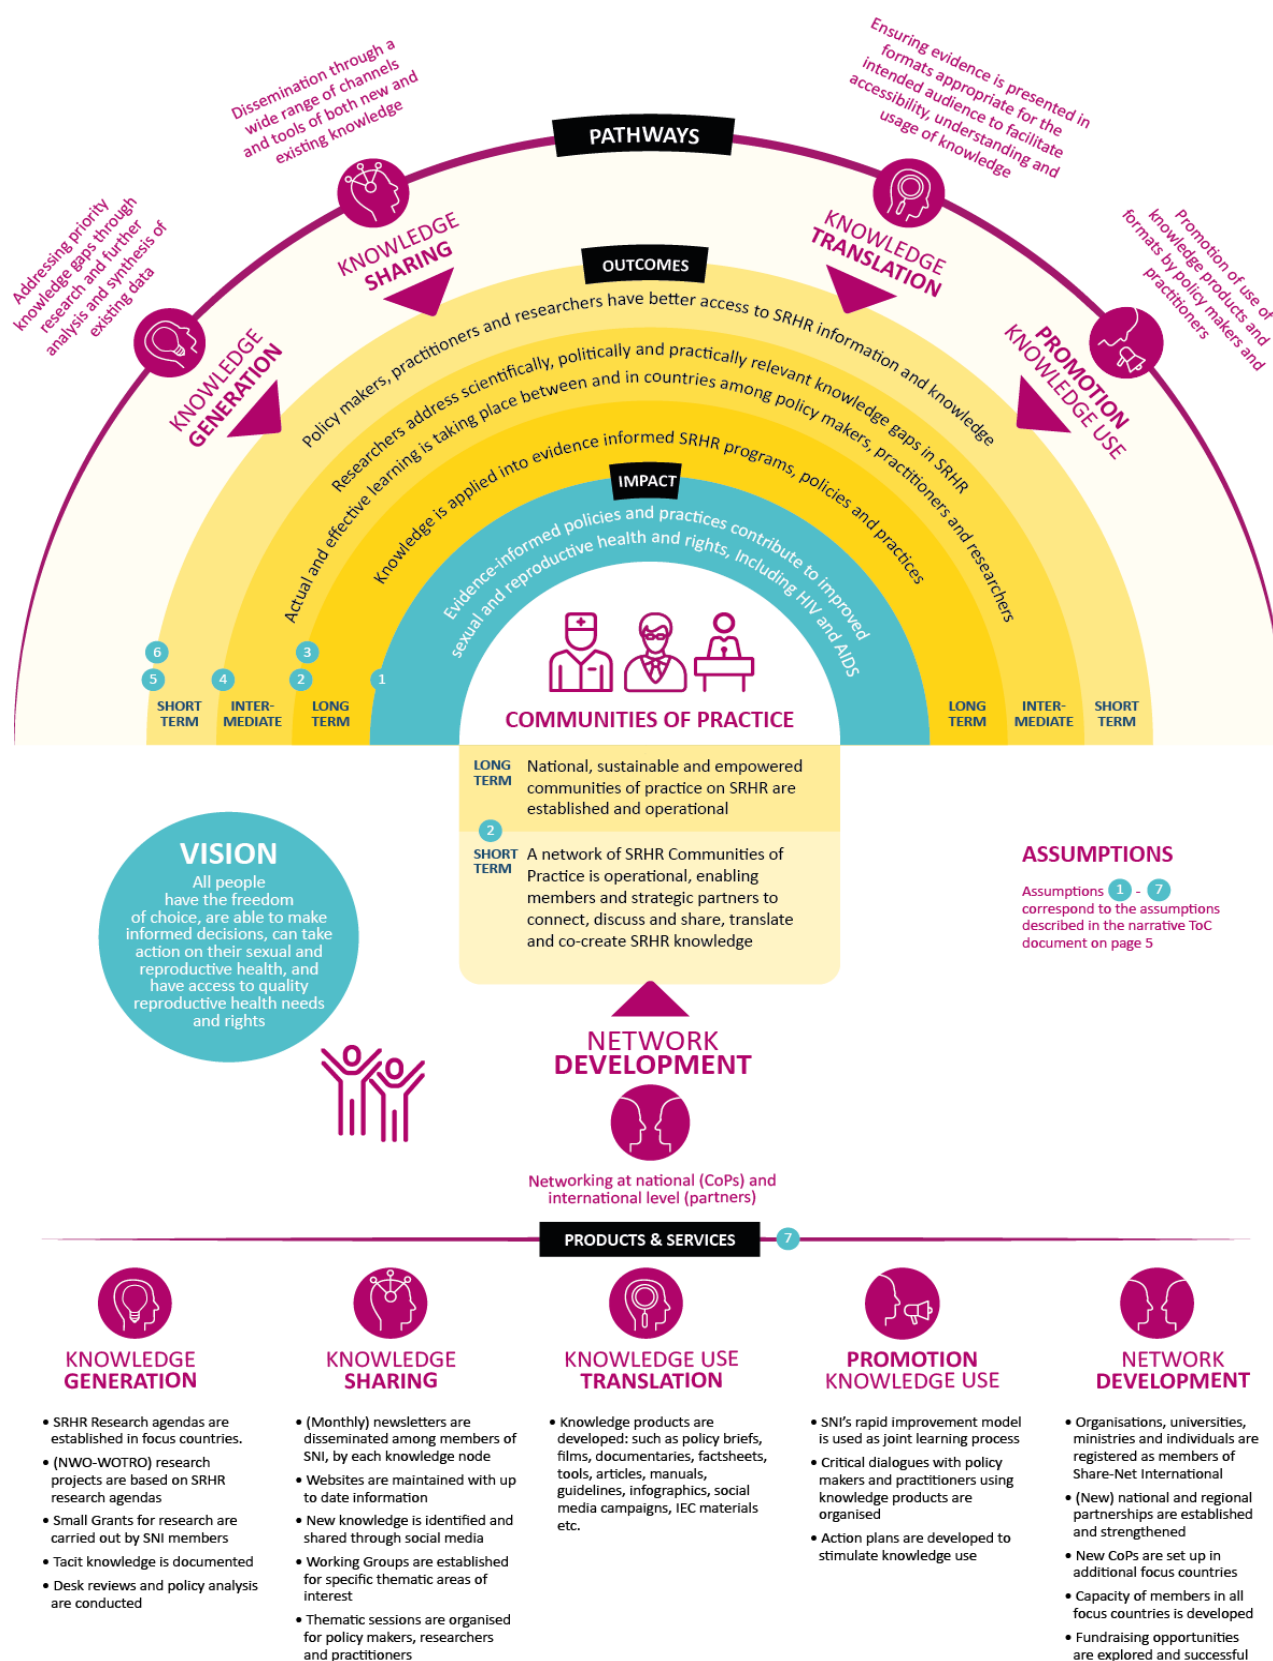 Dissemination through a
wide range of channels
and tools of both new and
existing knowledge
Ensuring evidence is presented in
formats appropriate for the
intended audience to facilitate
accessibility, understanding and
usage of knowledge
Addressing priority
knowledge gaps through
research and further
analysis and synthesis of
existing data
Promotion of use of
knowledge products and
formats by policy makers and
practitioners
PATHWAYS
KNOWLEDGE
GENERATION
KNOWLEDGE
SHARING
KNOWLEDGE
TRANSLATION
PROMOTION
KNOWLEDGE USE
OUTCOMES
Policy makers, practitioners and researchers have better access to SRHR information and knowledge
Researchers address scientifically, politically and practically relevant knowledge gaps in SRHR
Actual and effective learning is taking place between and in countries among policy makers, practitioners and researchers
Knowledge is applied into evidence informed SRHR programs, policies and practices
IMPACT
Evidence-informed policies and practices contribute to improved
sexual and reproductive health and rights, Including HIV and AIDS
6
5
4
3
2
1
SHORT
TERM
INTER-
MEDIATE
LONG
TERM
COMMUNITIES OF PRACTICE
LONG
TERM
INTER-
MEDIATE
SHORT
TERM
LONG
TERM
National, sustainable and empowered
communities of practice on SRHR are
established and operational
2
SHORT
TERM
A network of SRHR Communities of
Practice is operational, enabling
members and strategic partners to
connect, discuss and share, translate
and co-create SRHR knowledge
VISION
All people
have the freedom
of choice, are able to make
informed decisions, can take
action on their sexual and
reproductive health, and
have access to quality
reproductive health needs
and rights
ASSUMPTIONS
Assumptions 1 - 7
correspond to the assumptions
described in the narrative ToC
document on page 5
NETWORK
DEVELOPMENT
Networking at national (CoPs) and
international level (partners)
PRODUCTS & SERVICES
7
KNOWLEDGE
GENERATION
• SRHR Research agendas are
established in focus countries.
• (NWO-WOTRO) research
projects are based on SRHR
research agendas
• Small Grants for research are
carried out by SNI members
• Tacit knowledge is documented
• Desk reviews and policy analysis
are conducted
KNOWLEDGE
SHARING
• (Monthly) newsletters are
disseminated among members of
SNI, by each knowledge node
• Websites are maintained with up
to date information
• New knowledge is identified and
shared through social media
• Working Groups are established
for specific thematic areas of
interest
• Thematic sessions are organised
for policy makers, researchers
and practitioners
KNOWLEDGE USE
TRANSLATION
• Knowledge products are
developed: such as policy briefs,
films, documentaries, factsheets,
tools, articles, manuals,
guidelines, infographics, social
media campaigns, IEC materials
etc.
PROMOTION
KNOWLEDGE USE
• SNI's rapid improvement model
is used as joint learning process
• Critical dialogues with policy
makers and practitioners using
knowledge products are
organised
• Action plans are developed to
stimulate knowledge use
NETWORK
DEVELOPMENT
• Organisations, universities,
ministries and individuals are
registered as members of
Share-Net International
• (New) national and regional
partnerships are established
and strengthened
• New CoPs are set up in
additional focus countries
• Capacity of members in all
focus countries is developed
• Fundraising opportunities
are explored and successful